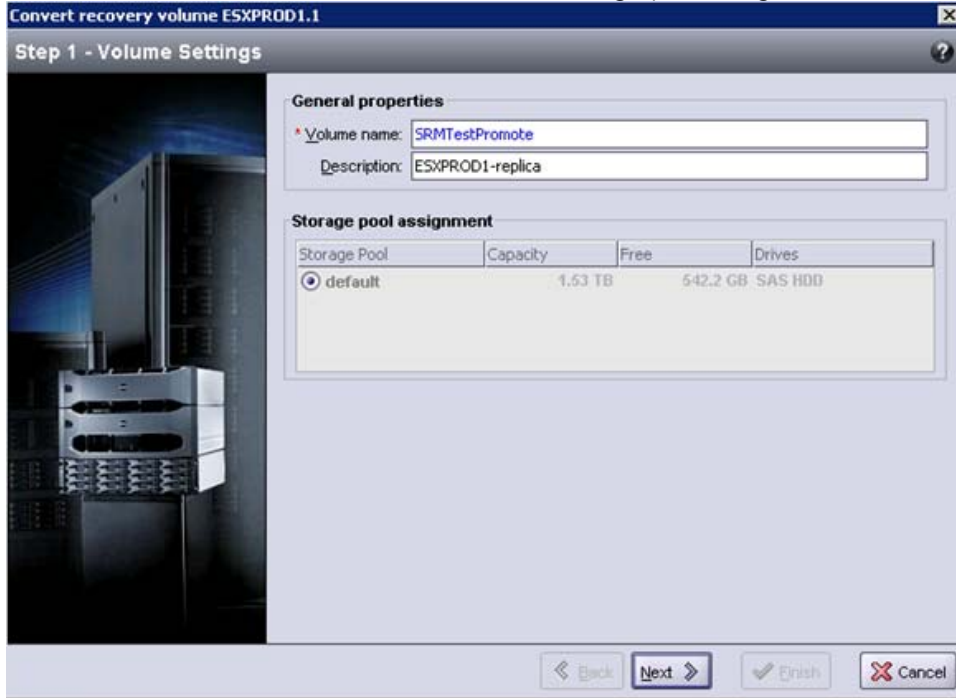 Convert recovery volume ESXPROD1.1
Step 1 - Volume Settings
?
General properties
* Volume name: SRMTestPromote
Description: ESXPROD1-replica
Storage pool assignment
Storage Pool Capacity Free Drives
default 1.53 TB 542.2 GB SAS HDD
Back Next Finish Cancel